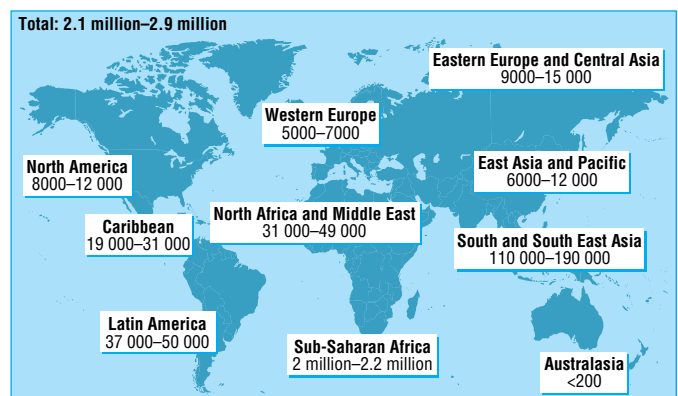 Total: 2.1 million–2.9 million
Eastern Europe and Central Asia
9000–15 000
Western Europe
5000–7000
North America
8000–12 000
East Asia and Pacific
6000–12 000
Caribbean
19 000–31 000
North Africa and Middle East
31 000–49 000
South and South East Asia
110 000–190 000
Latin America
37 000–50 000
Sub-Saharan Africa
2 million–2.2 million
Australasia
<200